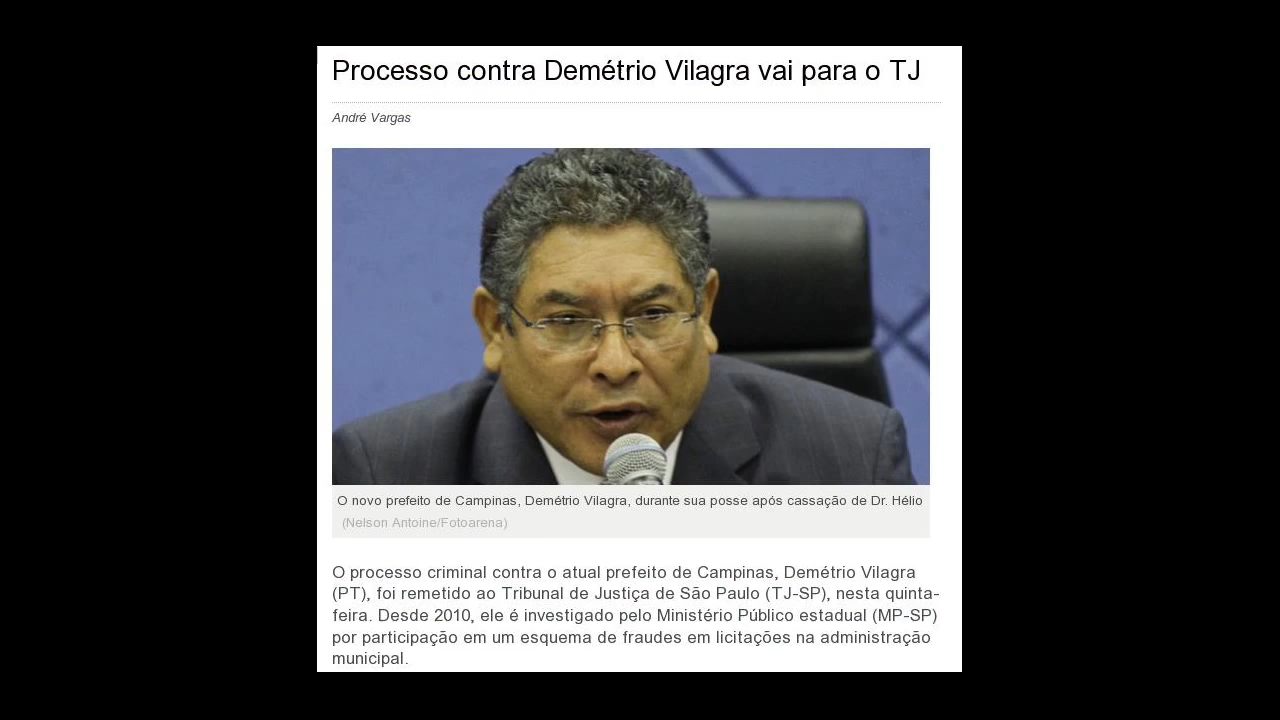 Processo contra Demétrio Vilagra vai para o TJ
André Vargas
O novo prefeito de Campinas, Demétrio Vilagra, durante sua posse após cassação de Dr. Hélio
(Nelson Antoine/Fotoarena)
O processo criminal contra o atual prefeito de Campinas, Demétrio Vilagra
(PT), foi remetido ao Tribunal de Justiça de São Paulo (TJ-SP), nesta quinta-
feira. Desde 2010, ele é investigado pelo Ministério Público estadual (MP-SP)
por participação em um esquema de fraudes em licitações na administração
municipal.